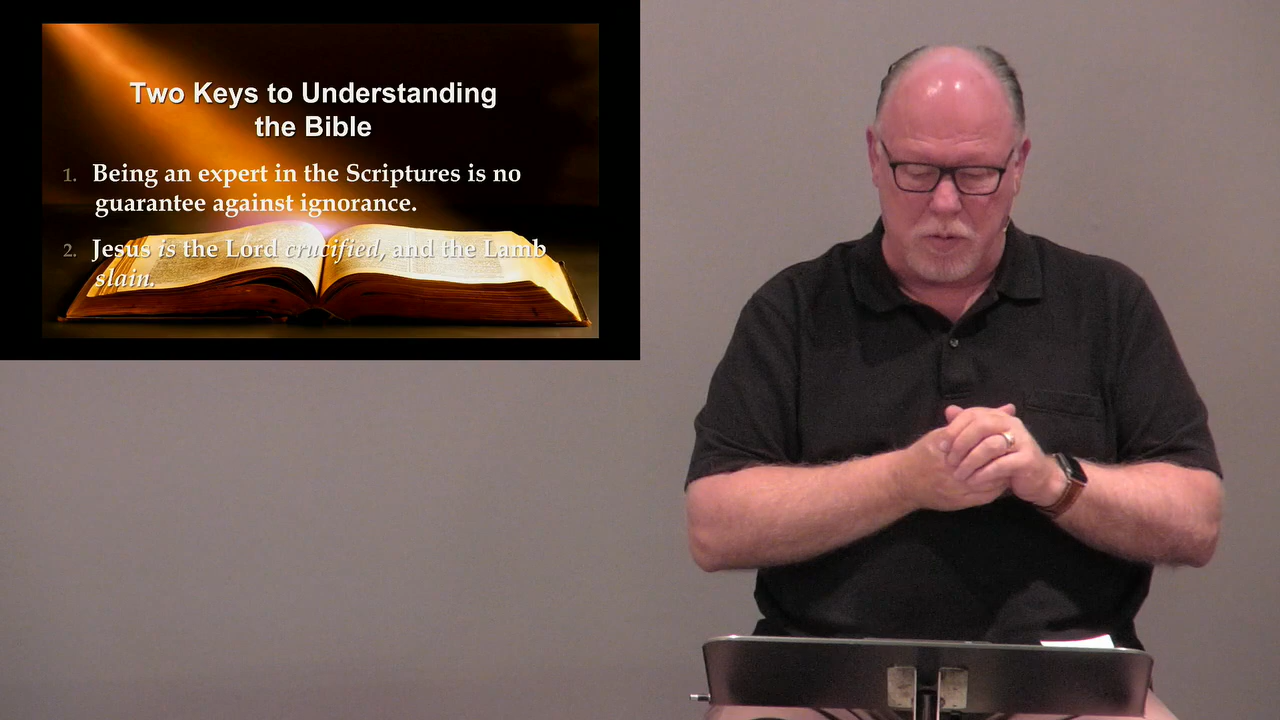 Two Keys to Understanding
the Bible
1. Being an expert in the Scriptures is no
guarantee against ignorance.
2. Jesus is the Lord crucified, and the Lamb
slain.